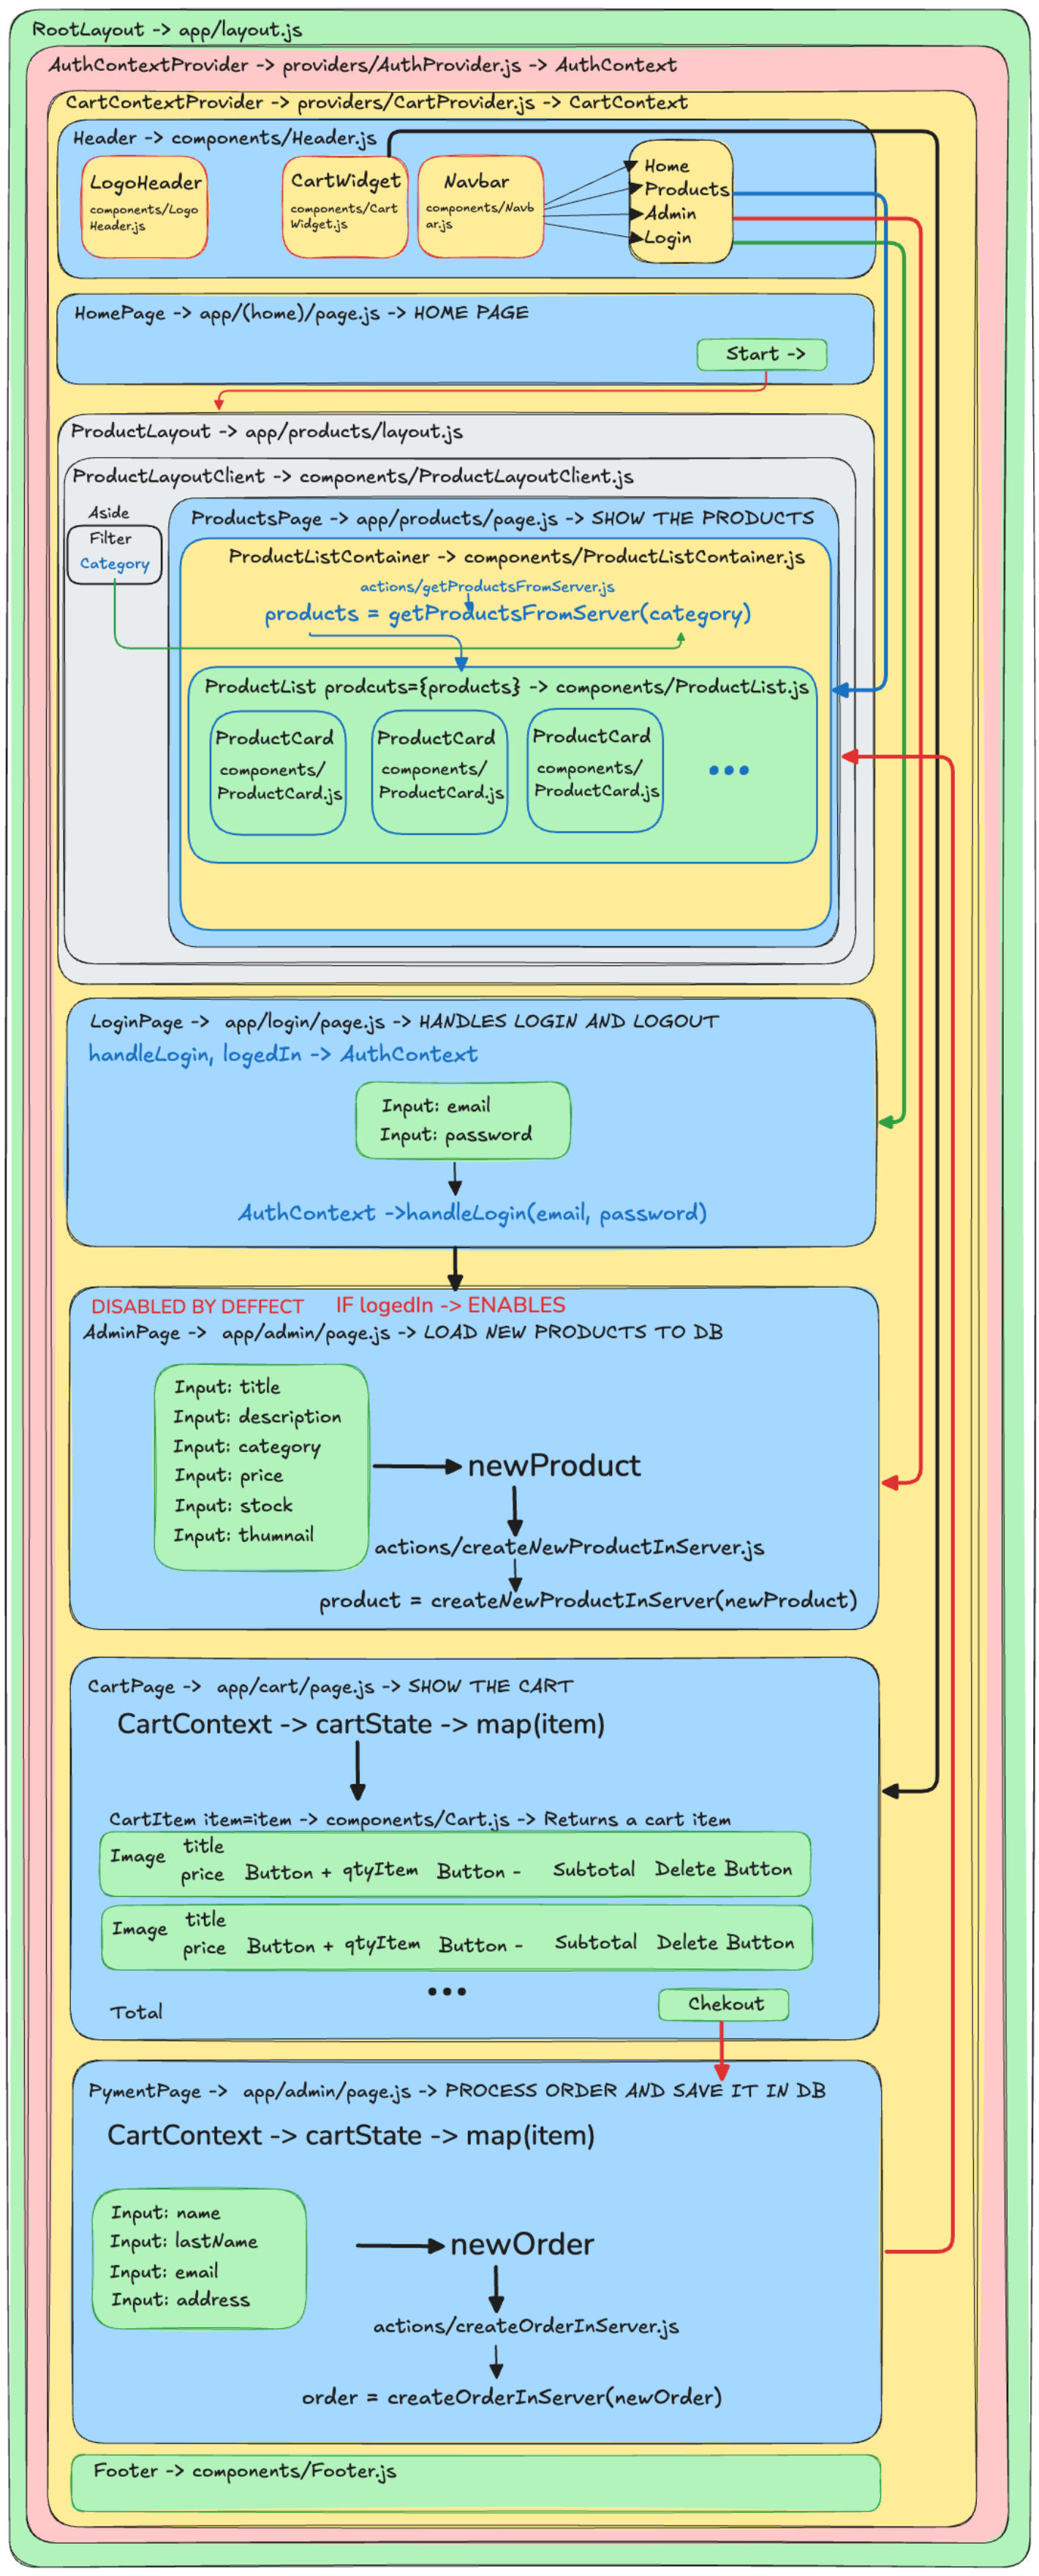 RootLayout -> app/layout.js
AuthContextProvider -> providers/AuthProvider.js -> AuthContext
CartContextProvider -> providers/CartProvider.js -> CartContext
Header -> components/Header.js
LogoHeader
components/Logo
Header.js
CartWidget
components/Cart
Widget.js
Navbar
components/Navb
ar.js
Home
Products
Admin
Login
HomePage -> app/(home)/page.js -> HOME PAGE
Start ->
ProductLayout -> app/products/layout.js
ProductLayoutClient -> components/ProductLayoutClient.js
Aside
Filter
Category
ProductsPage -> app/products/page.js -> SHOW THE PRODUCTS
ProductListContainer -> components/ProductListContainer.js
actions/getProductsFromServer.js
products = getProductsFromServer(category)
ProductList prodcuts={products} -> components/ProductList.js
ProductCard
components/
ProductCard.js
ProductCard
components/
ProductCard.js
ProductCard
components/
ProductCard.js
...
LoginPage -> app/login/page.js -> HANDLES LOGIN AND LOGOUT
handleLogin, logedIn -> AuthContext
Input: email
Input: password
AuthContext ->handleLogin(email, password)
DISABLED BY DEFFECT IF logedIn -> ENABLES
AdminPage -> app/admin/page.js -> LOAD NEW PRODUCTS TO DB
Input: title
Input: description
Input: category
Input: price
Input: stock
Input: thumnail
newProduct
actions/createNewProductInServer.js
product = createNewProductInServer(newProduct)
CartPage -> app/cart/page.js -> SHOW THE CART
CartContext -> cartState -> map(item)
CartItem item=item -> components/Cart.js -> Returns a cart item
Image
title
price
Button + qtyItem Button - Subtotal Delete Button
Image
title
price
Button + qtyItem Button - Subtotal Delete Button
...
Total
Chekout
PymentPage -> app/admin/page.js -> PROCESS ORDER AND SAVE IT IN DB
CartContext -> cartState -> map(item)
Input: name
Input: lastName
Input: email
Input: address
newOrder
actions/createOrderInServer.js
order = createOrderInServer(newOrder)
Footer -> components/Footer.js